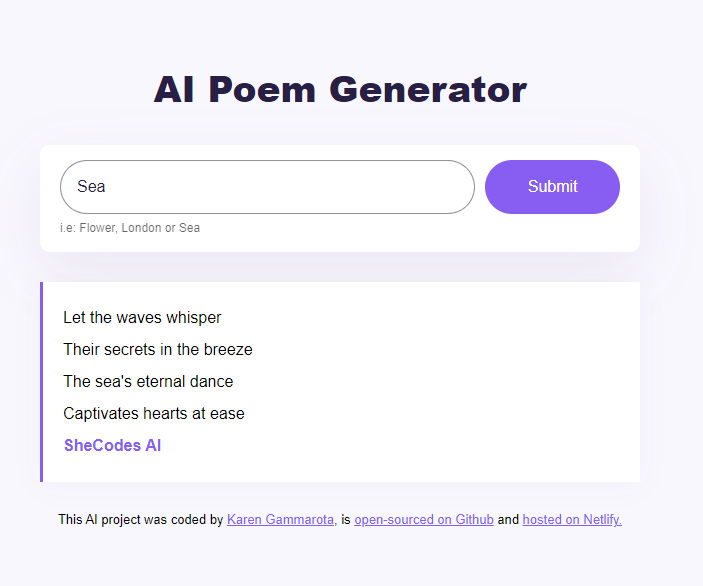 AI Poem Generator
Sea
Submit
i.e: Flower, London or Sea
Let the waves whisper
Their secrets in the breeze
The sea's eternal dance
Captivates hearts at ease
SheCodes AI
This AI project was coded by Karen Gammarota, is open-sourced on Github and hosted on Netlify.